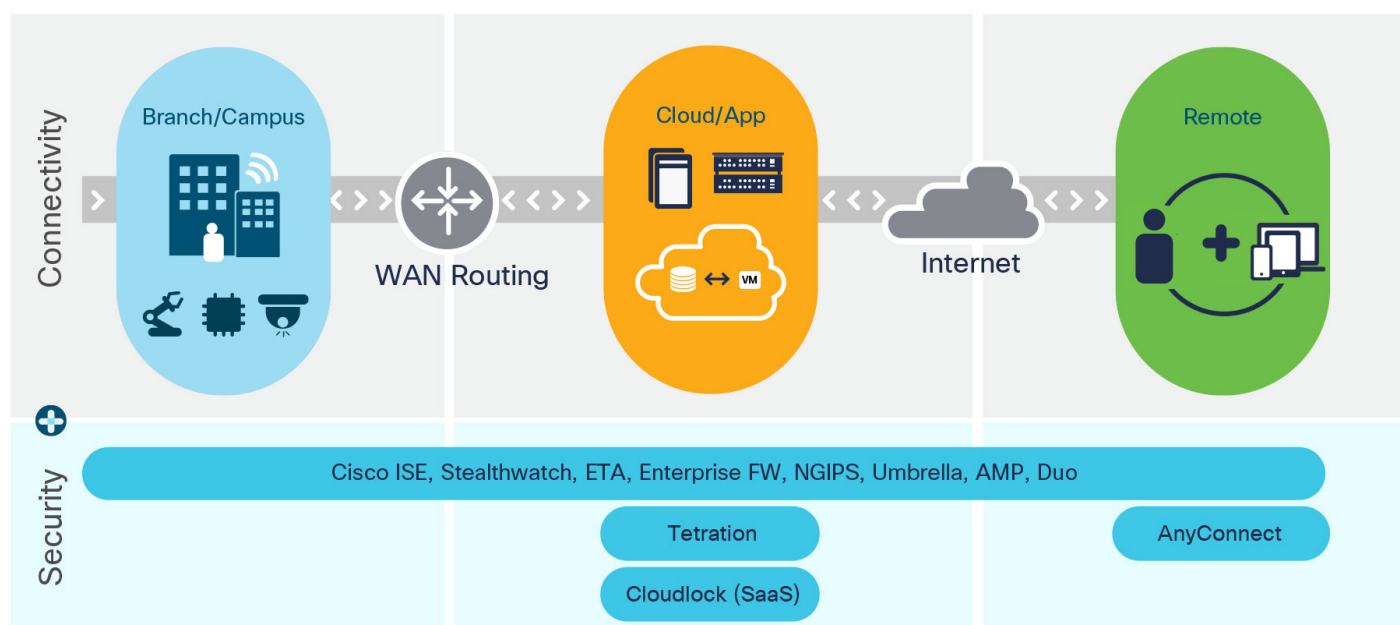 Connectivity
Branch/Campus
WAN Routing
Cloud/App
VM
Internet
Remote
Security
Cisco ISE, Stealthwatch, ETA, Enterprise FW, NGIPS, Umbrella, AMP, Duo
Tetration
AnyConnect
Cloudlock (SaaS)